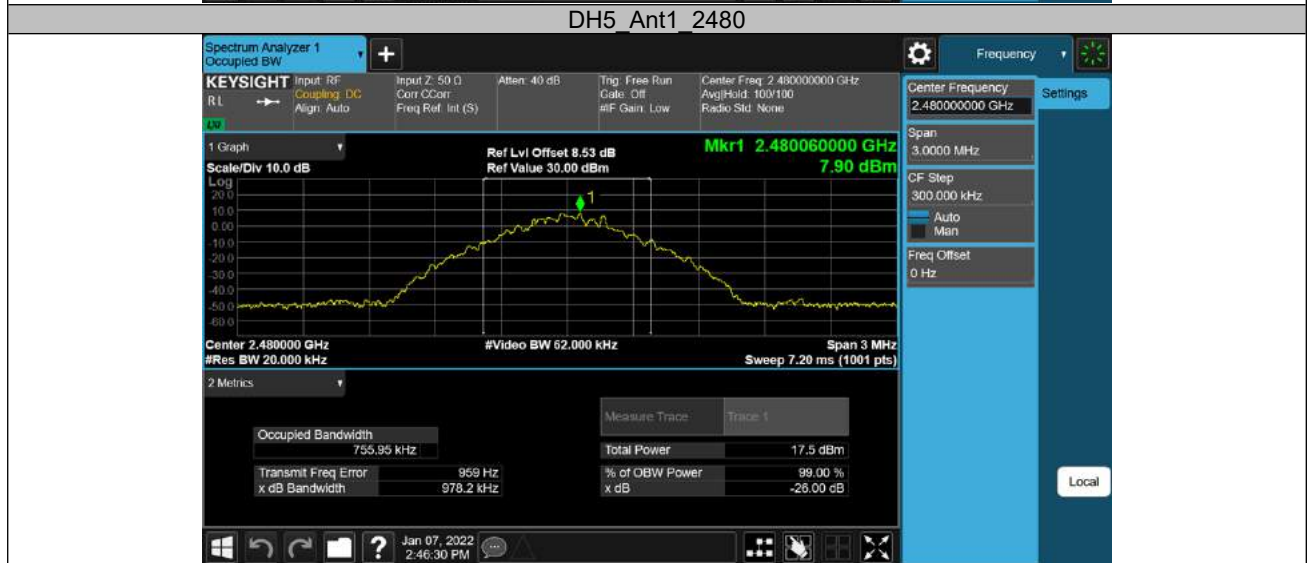 DH5_Ant1_2480
Spectrum Analyzer 1
Occupied BW
Frequency
KEYSIGHT
RL
Input: RF
Coupling: DC
Align: Auto
Input Z: 50 Ω
Corr CCorr
Freq Ref: Int (S)
Atten: 40 dB
Trig: Free Run
Gate: Off
#IF Gain: Low
Center Freq: 2.480000000 GHz
Avg|Hold: 100/100
Radio Std: None
Center Frequency
2.480000000 GHz
Settings
Span
3.0000 MHz
CF Step
300.000 kHz
Auto
Man
Freq Offset
0 Hz
1 Graph
Scale/Div 10.0 dB
Ref Lvl Offset 8.53 dB
Ref Value 30.00 dBm
Mkr1 2.480060000 GHz
7.90 dBm
Log
20.0
10.0
0.00
-10.0
-20.0
-30.0
-40.0
-50.0
-60.0
1
Center 2.480000 GHz
#Res BW 20.000 kHz
#Video BW 62.000 kHz
Span 3 MHz
Sweep 7.20 ms (1001 pts)
2 Metrics
Measure Trace
Trace 1
Occupied Bandwidth
755.95 kHz
Total Power
17.5 dBm
Transmit Freq Error
959 Hz
% of OBW Power
99.00 %
x dB Bandwidth
978.2 kHz
x dB
-26.00 dB
Local
?
Jan 07, 2022
2:46:30 PM